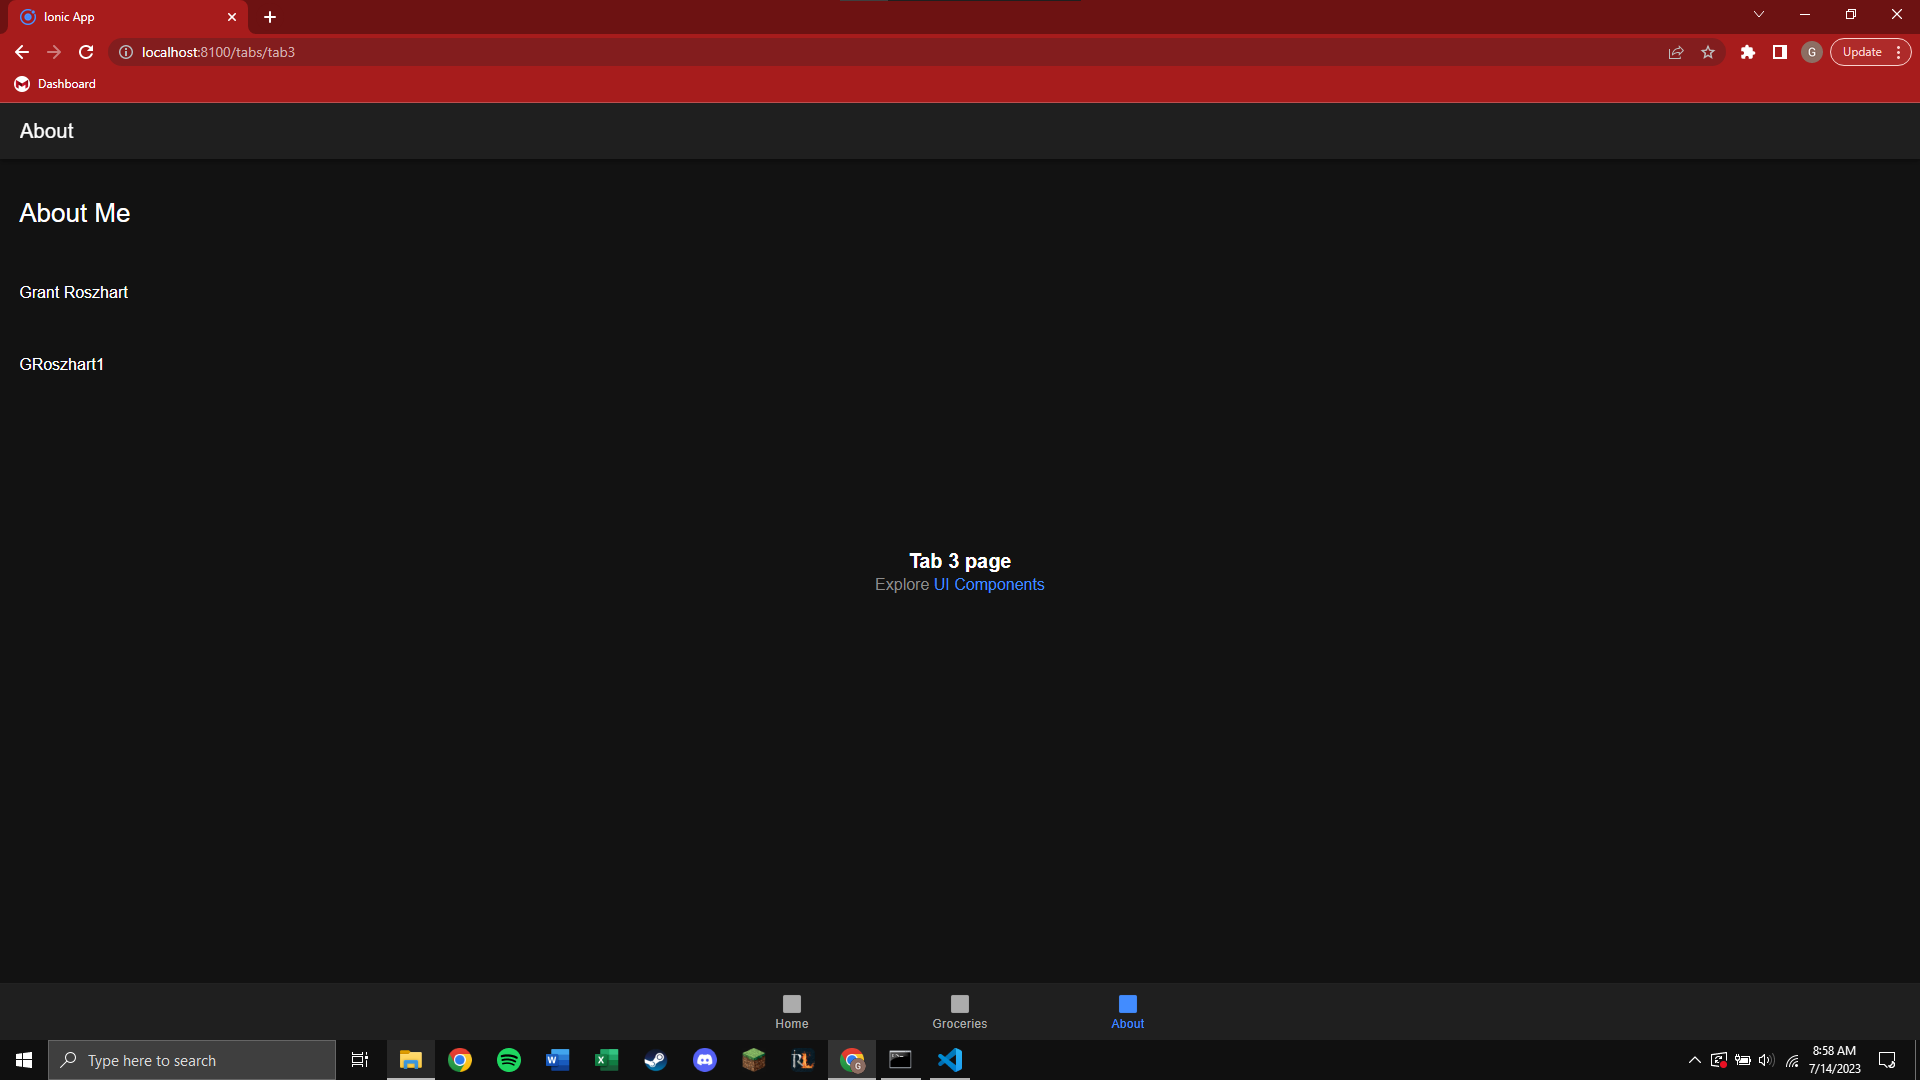 Ionic App
localhost:8100/tabs/tab3
G
Update
Dashboard
About
About Me
Grant Roszhart
GRoszhart1
Tab 3 page
Explore UI Components
Home
Groceries
About
Type here to search
8:58 AM
7/14/2023